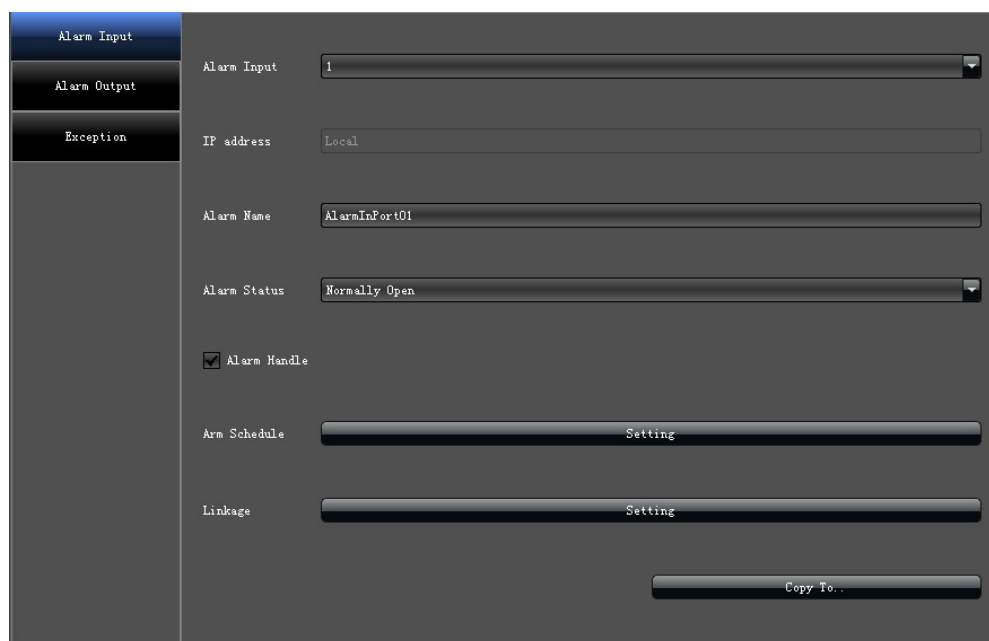 Alarm Input
Alarm Output
Exception
Alarm Input 1
IP address Local
Alarm Name AlarmInPort01
Alarm Status Normally Open
Alarm Handle
Arm Schedule Setting
Linkage Setting
Copy To..